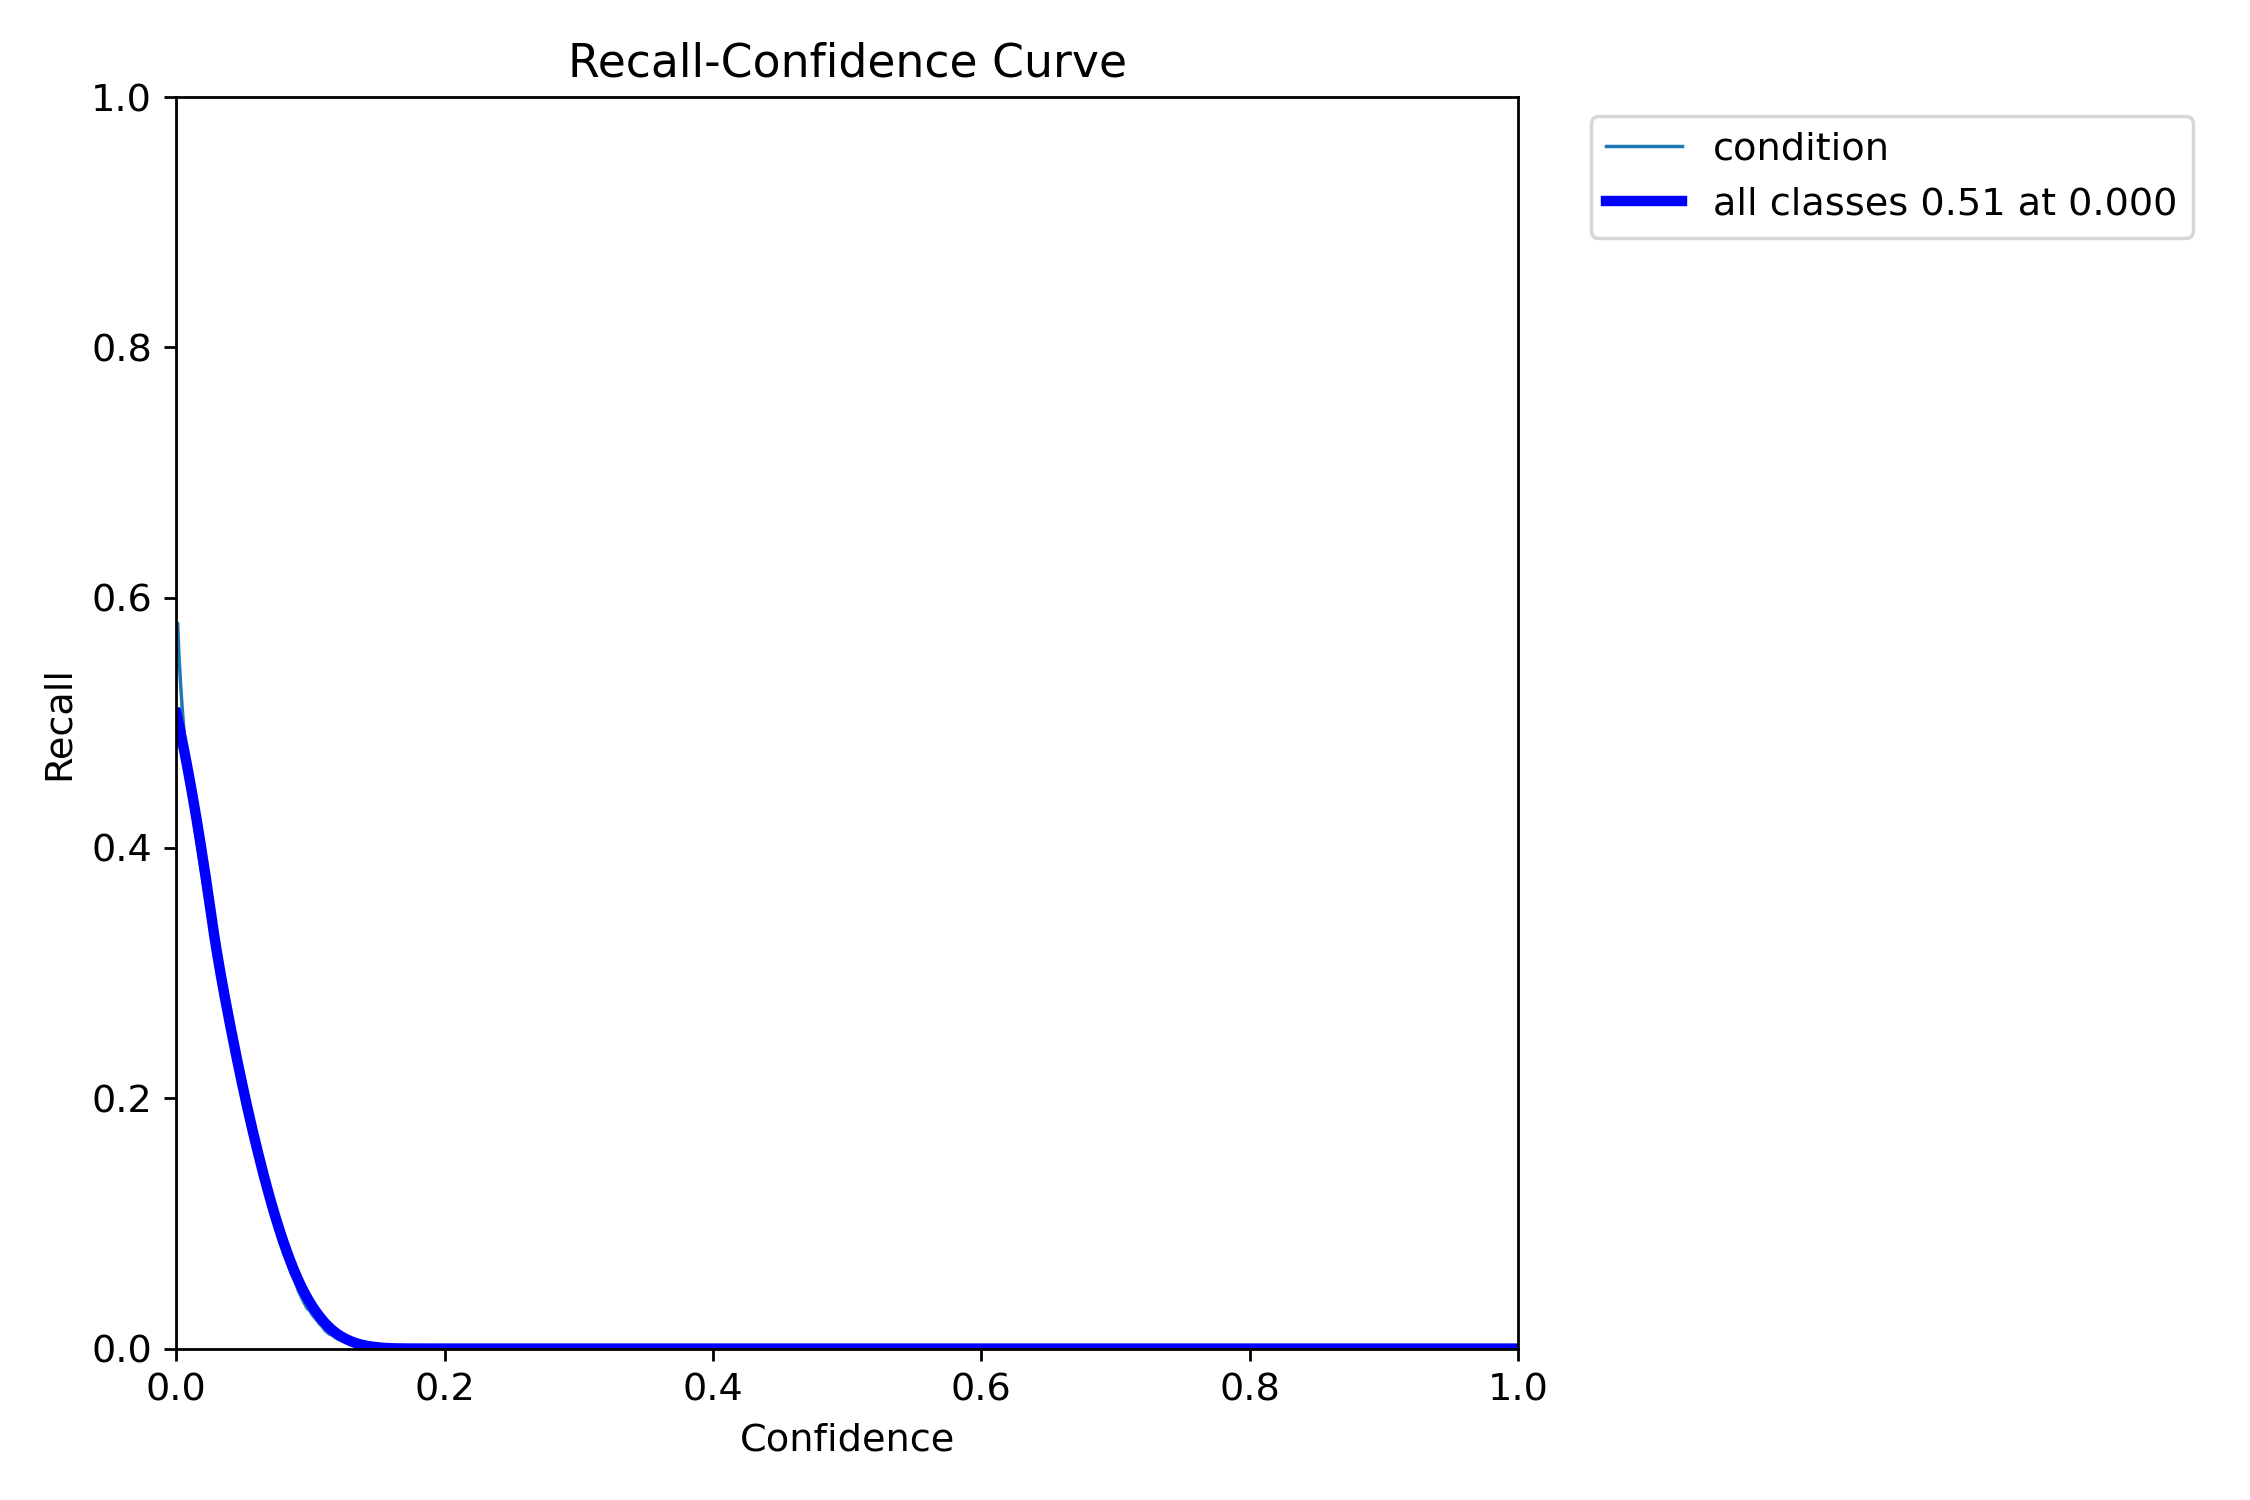 Recall-Confidence Curve
1.0
0.8
0.6
0.4
0.2
0.0
Recall
0.0 0.2 0.4 0.6 0.8 1.0
Confidence
condition
all classes 0.51 at 0.000